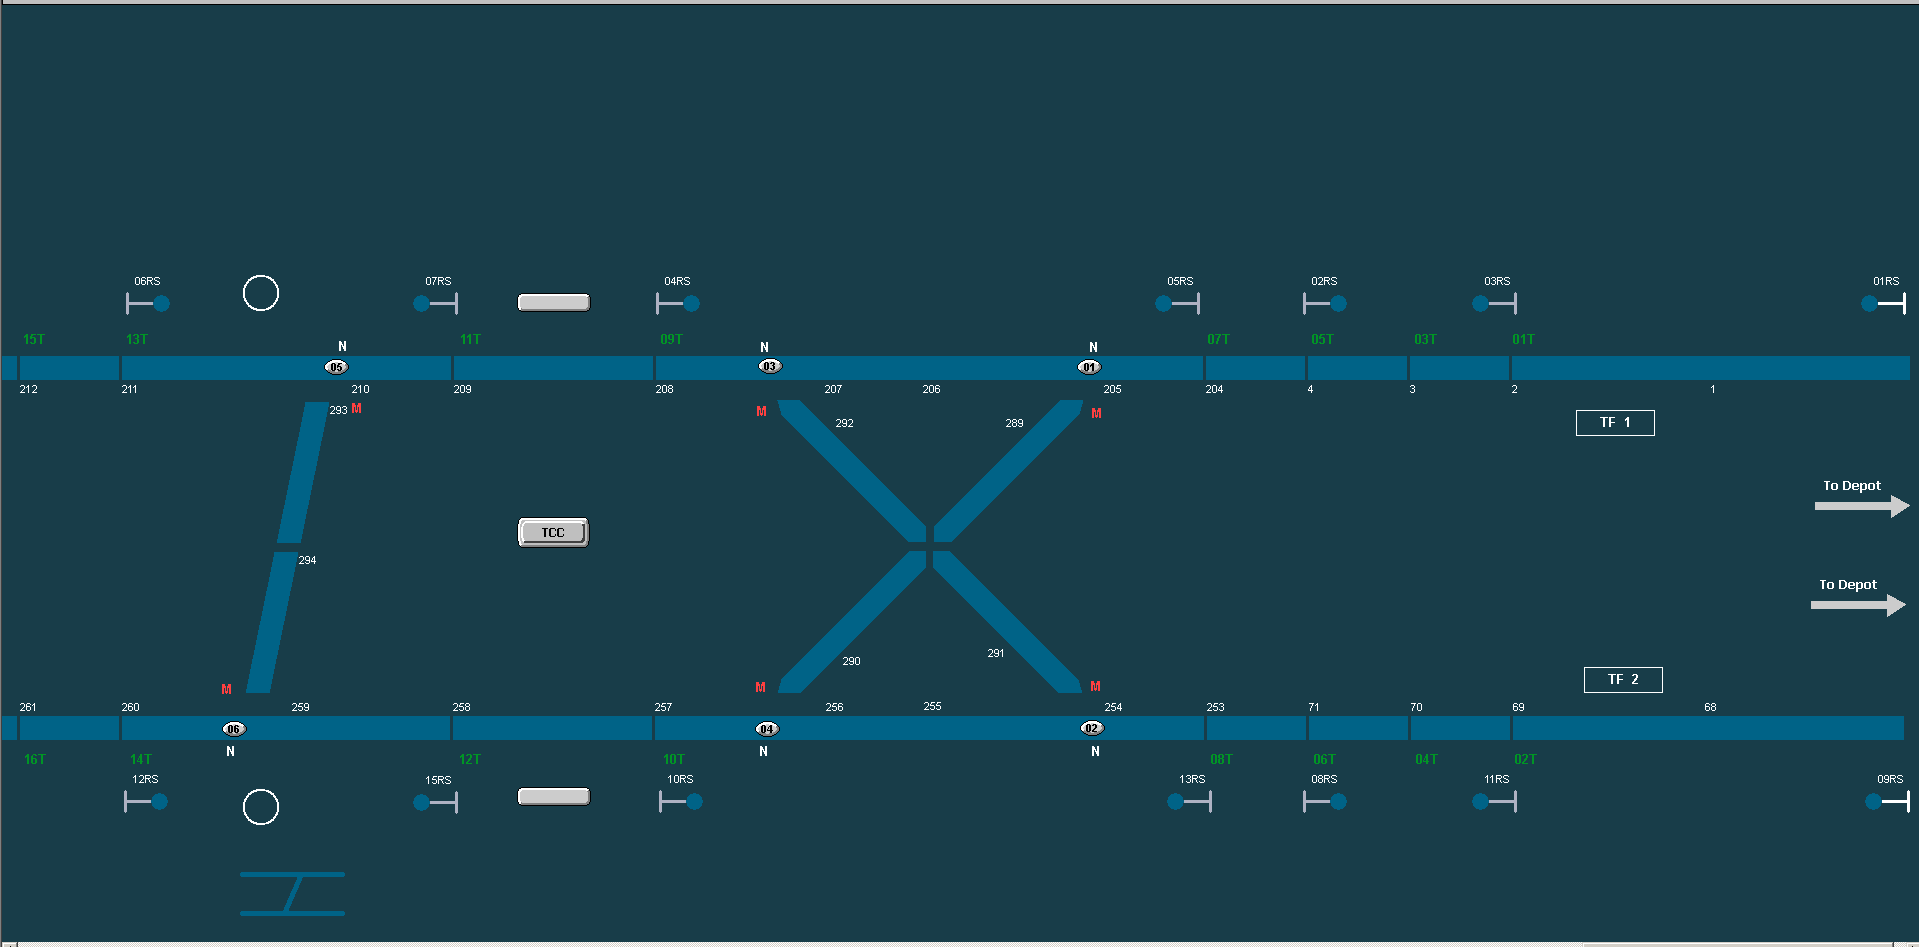 06RS 07RS 04RS 05RS 02RS 03RS 01RS
15T 13T N 11T 09T N N 07T 05T 03T 01T
05 03 01
212 211 210 209 208 207 206 205 204 4 3 2 1
293 M M M
292 289 TF 1
To Depot
TCC
294
To Depot
290 291
M M M TF 2
261 260 259 258 257 256 255 254 253 71 70 69 68
06 04 02
N N N
16T 14T 12T 10T 08T 06T 04T 02T
12RS 15RS 10RS 13RS 08RS 11RS 09RS